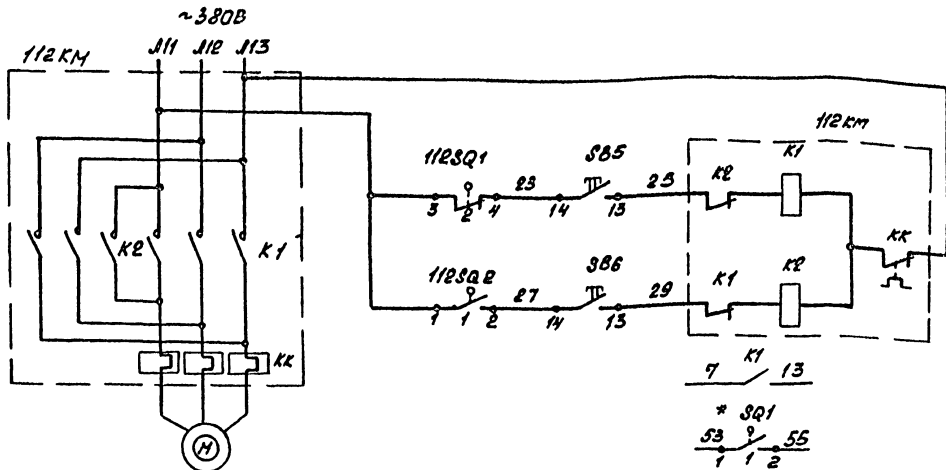 ~380В
Л11 Л12 Л13
112КМ
112КМ
К1
112SQ1
SB5
К2
3 2 4 23 14 13 25
К2 К1
КК
112SQ2
SB6
К1
К2
1 1 2 27 14 13 29
КК
К1
7 13
* SQ1
53 55
1 1 2
М